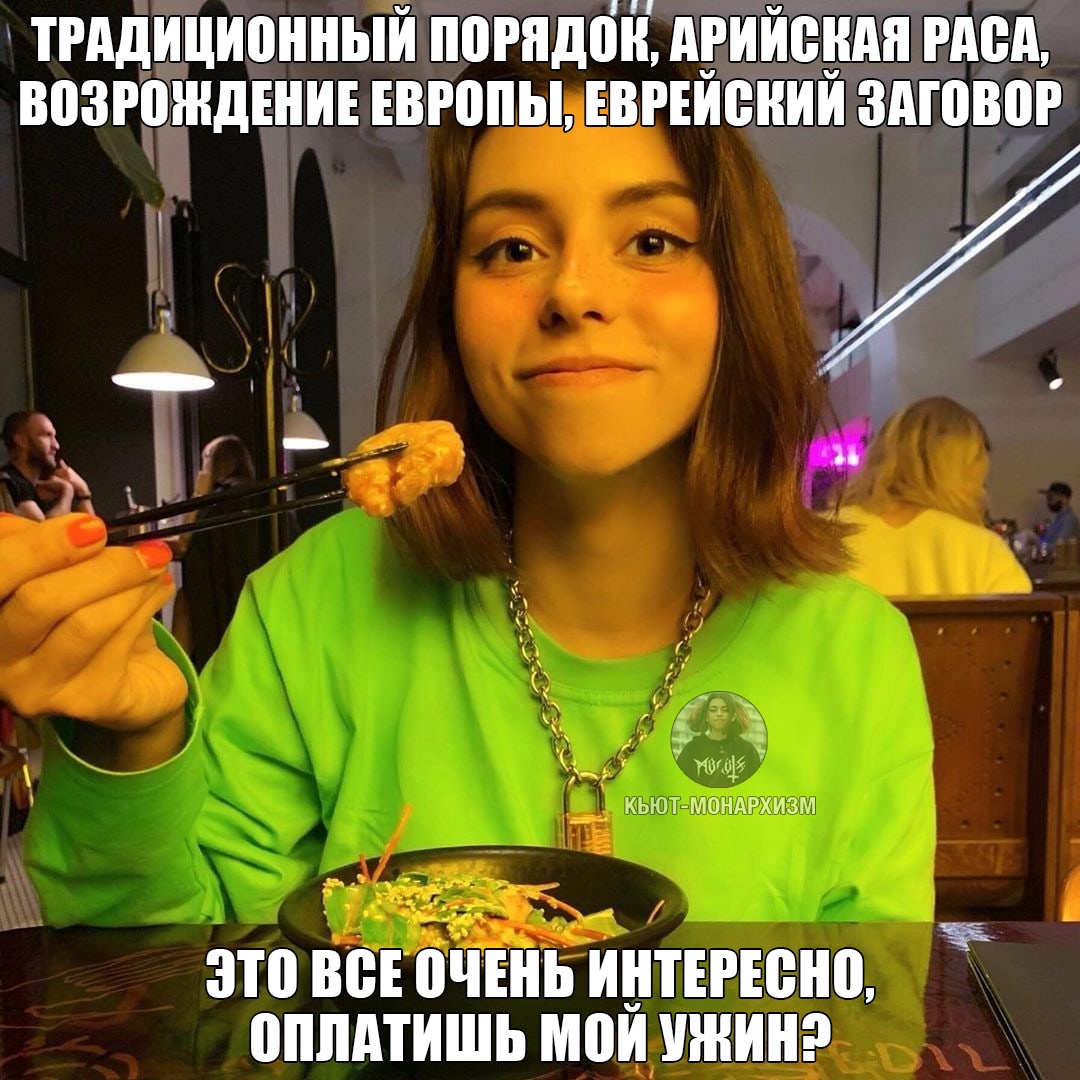 ТРАДИЦИОННЫЙ ПОРЯДОК, АРИЙСКАЯ РАСА,
ВОЗРОЖДЕНИЕ ЕВРОПЫ, ЕВРЕЙСКИЙ ЗАГОВОР
КЬЮТ-МОНАРХИЗМ
ЭТО ВСЕ ОЧЕНЬ ИНТЕРЕСНО,
ОПЛАТИШЬ МОЙ УЖИН?